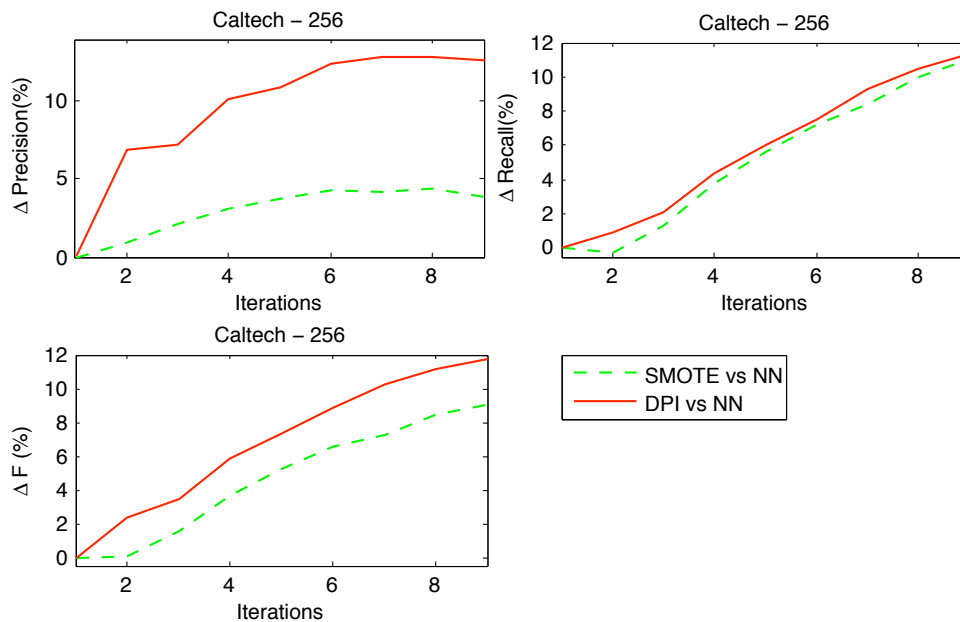 Caltech – 256
Δ Precision(%)
10
5
0
2
4
6
8
Iterations
Caltech – 256
Δ Recall(%)
12
10
8
6
4
2
0
2
4
6
8
Iterations
Caltech – 256
Δ F (%)
12
10
8
6
4
2
0
2
4
6
8
Iterations
SMOTE vs NN
DPI vs NN